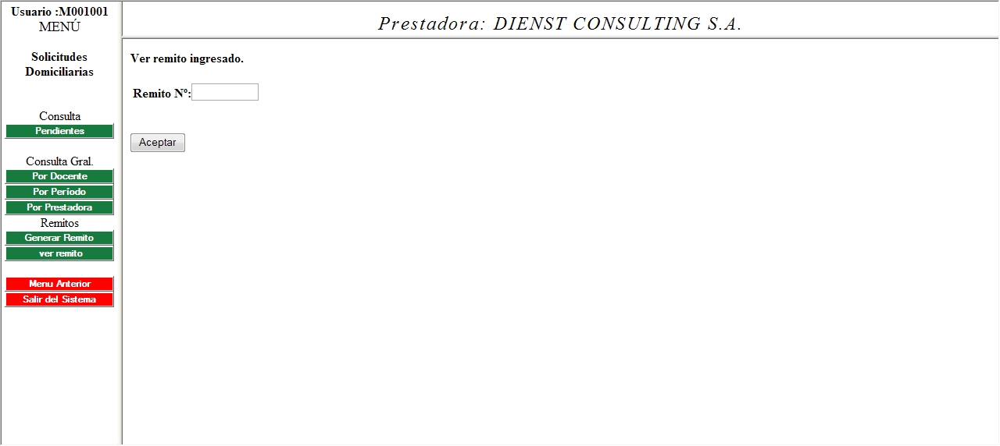 Usuario :M001001
MENÚ
Solicitudes
Domiciliarias
Consulta
Pendientes
Consulta Gral.
Por Docente
Por Período
Por Prestadora
Remitos
Generar Remito
ver remito
Menu Anterior
Salir del Sistema
Prestadora: DIENST CONSULTING S.A.
Ver remito ingresado.
Remito Nº:
Aceptar